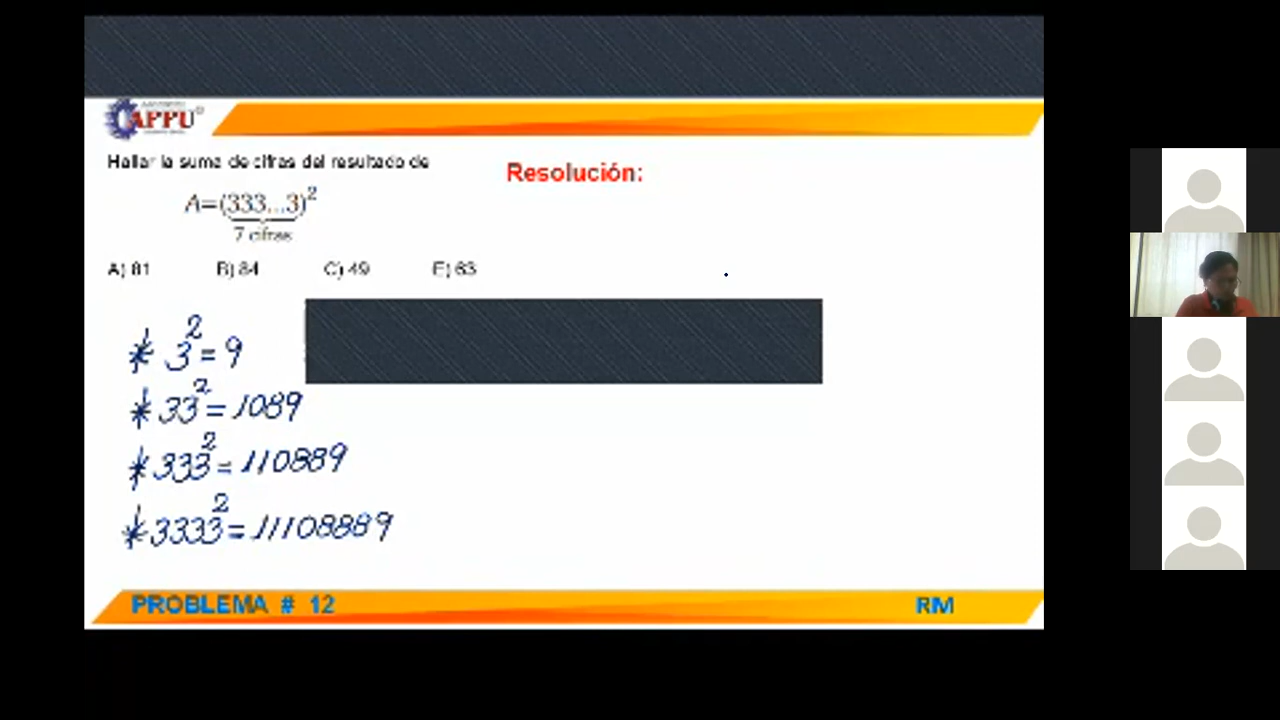 CAPPU
Hallar la suma de cifras del resultado de
Resolución:
A=(333...3)²
7 cifras
A) 81 B) 84 C) 49 E) 63
* 3² = 9
* 33² = 1089
* 333² = 110889
* 3333² = 11108889
PROBLEMA # 12 RM